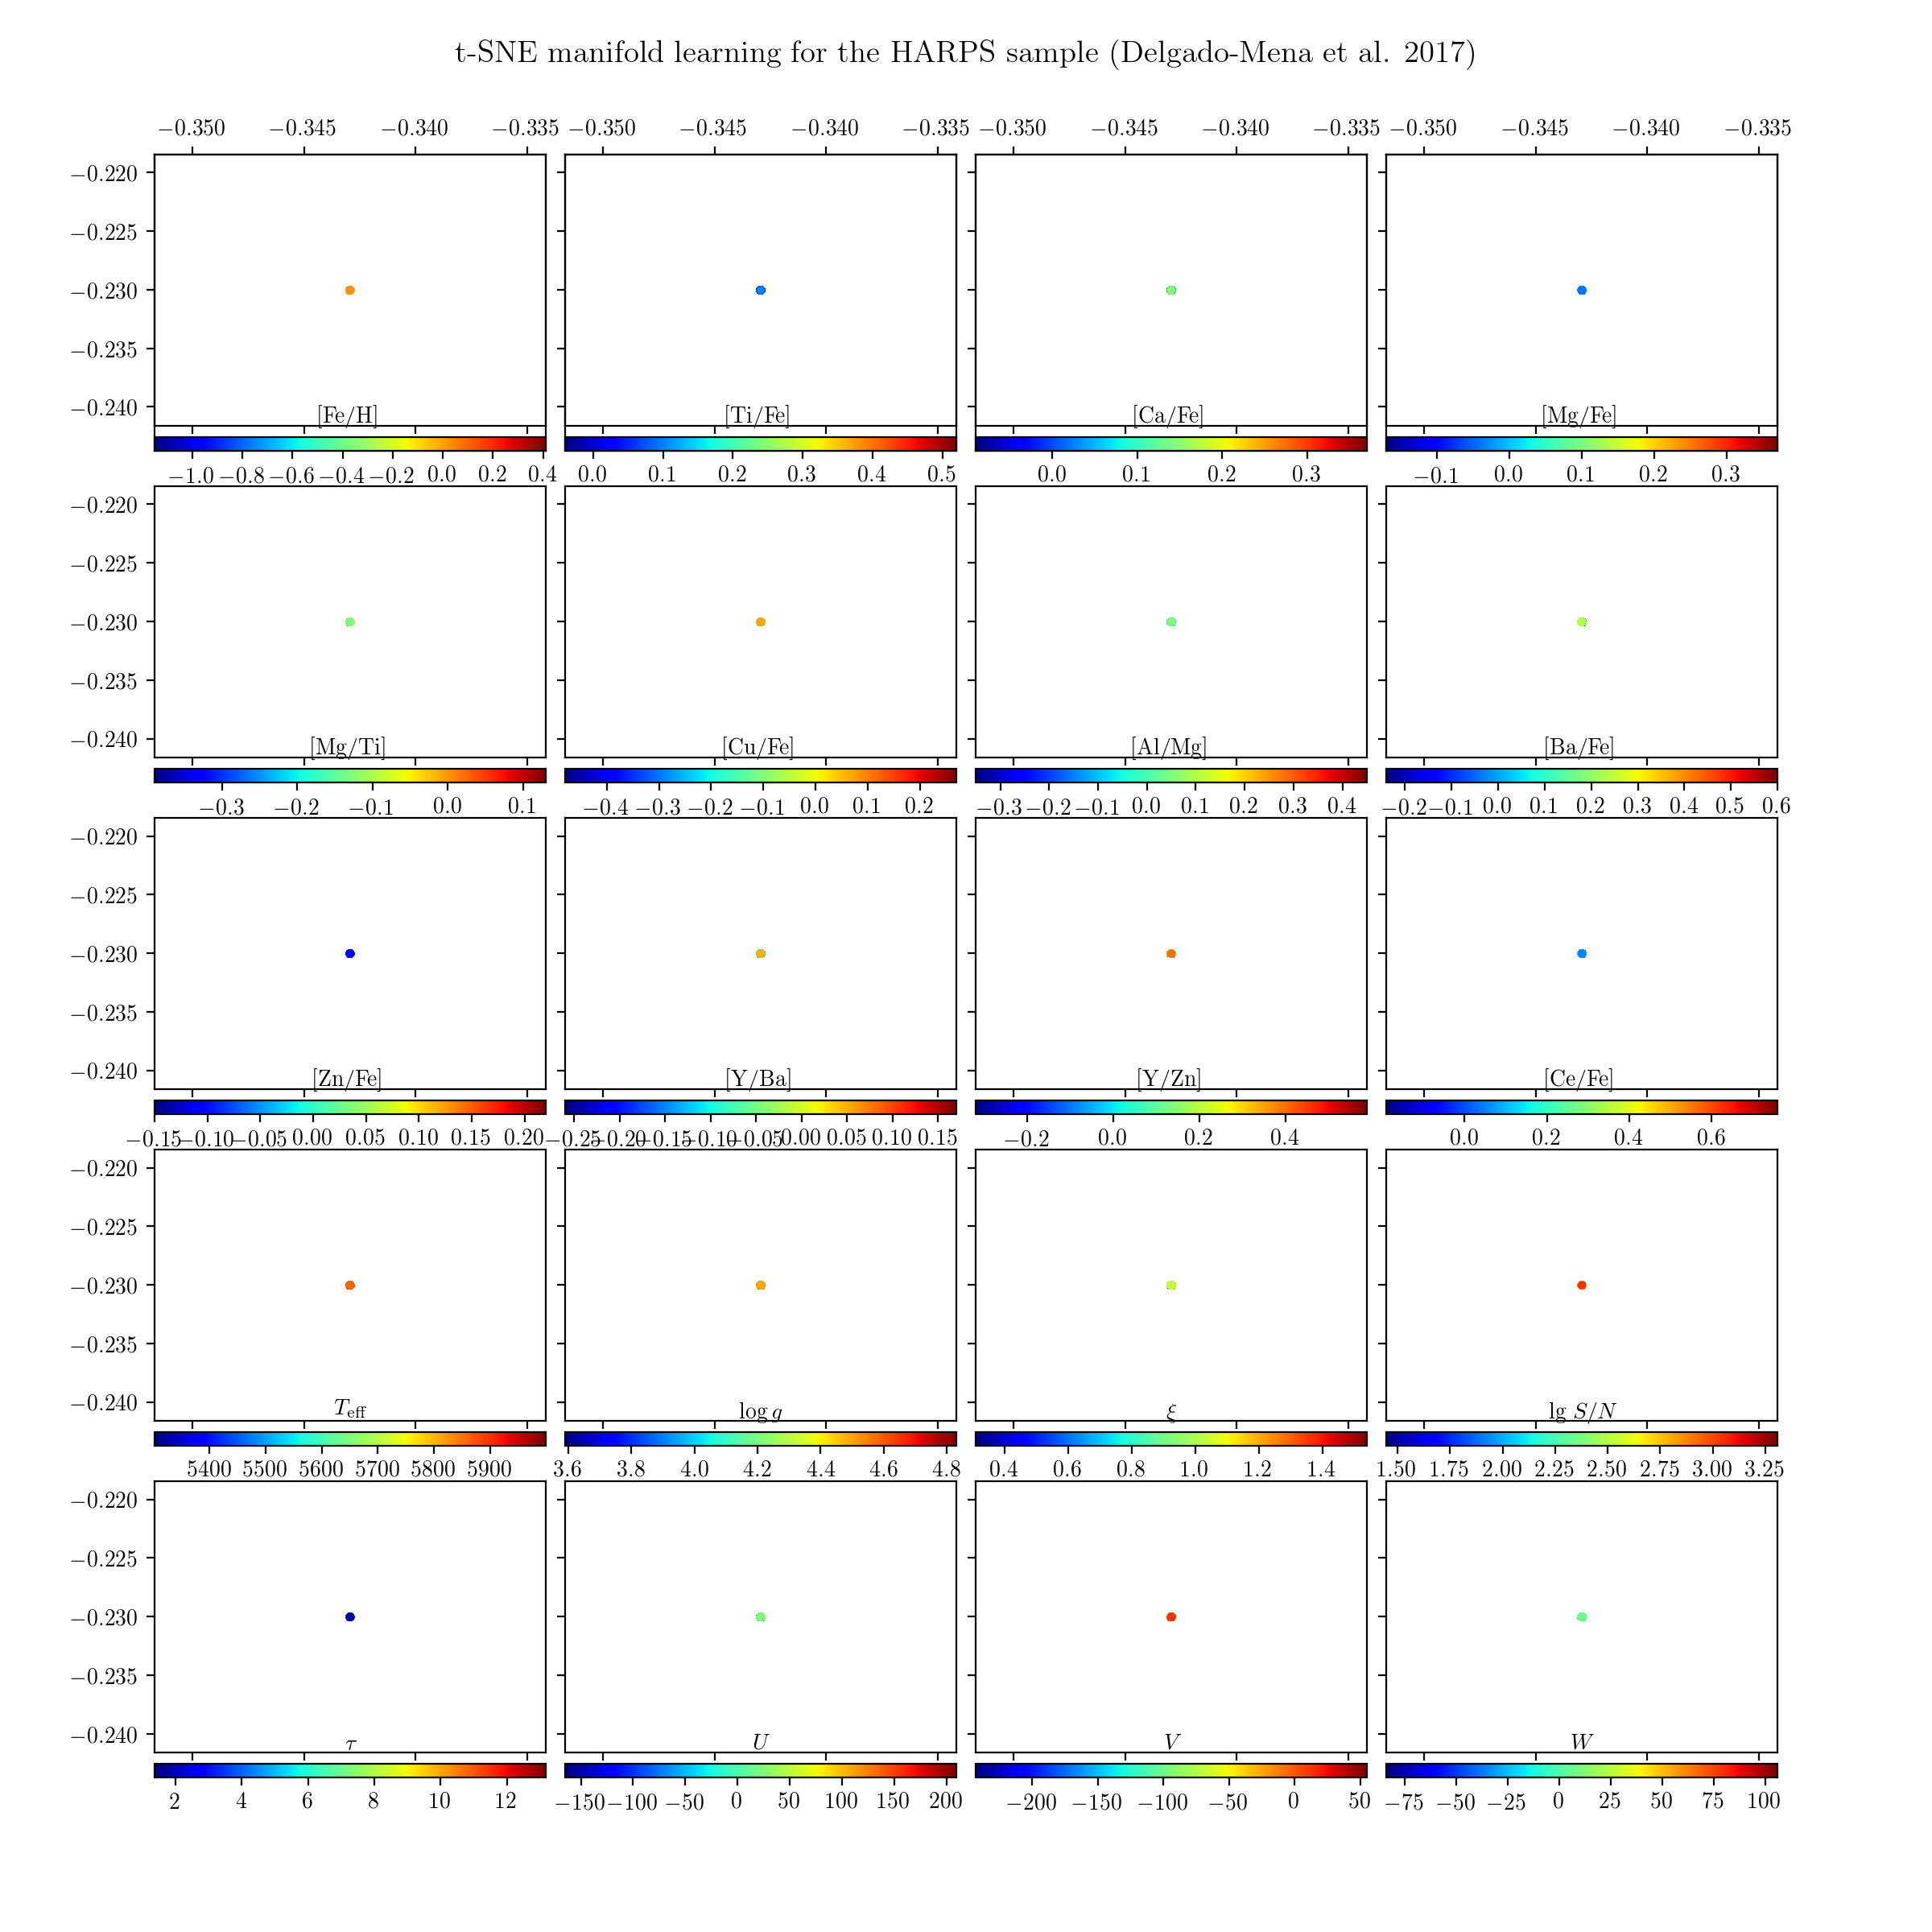 t-SNE manifold learning for the HARPS sample (Delgado-Mena et al. 2017)
−0.350 −0.345 −0.340 −0.335 −0.350 −0.345 −0.340 −0.335 −0.350 −0.345 −0.340 −0.335 −0.350 −0.345 −0.340 −0.335
−0.220
−0.225
−0.230
−0.235
−0.240
[Fe/H] [Ti/Fe] [Ca/Fe] [Mg/Fe]
−1.0 −0.8 −0.6 −0.4 −0.2 0.0 0.2 0.4 0.0 0.1 0.2 0.3 0.4 0.5 0.0 0.1 0.2 0.3 −0.1 0.0 0.1 0.2 0.3
−0.220
−0.225
−0.230
−0.235
−0.240
[Mg/Ti] [Cu/Fe] [Al/Mg] [Ba/Fe]
−0.3 −0.2 −0.1 0.0 0.1 −0.4 −0.3 −0.2 −0.1 0.0 0.1 0.2 −0.3 −0.2 −0.1 0.0 0.1 0.2 0.3 0.4 −0.2 −0.1 0.0 0.1 0.2 0.3 0.4 0.5 0.6
−0.220
−0.225
−0.230
−0.235
−0.240
[Zn/Fe] [Y/Ba] [Y/Zn] [Ce/Fe]
−0.15 −0.10 −0.05 0.00 0.05 0.10 0.15 0.20 −0.25 −0.20 −0.15 −0.10 −0.05 0.00 0.05 0.10 0.15 −0.2 0.0 0.2 0.4 0.0 0.2 0.4 0.6
−0.220
−0.225
−0.230
−0.235
−0.240
T_eff log g ξ lg S/N
5400 5500 5600 5700 5800 5900 3.6 3.8 4.0 4.2 4.4 4.6 4.8 0.4 0.6 0.8 1.0 1.2 1.4 1.50 1.75 2.00 2.25 2.50 2.75 3.00 3.25
−0.220
−0.225
−0.230
−0.235
−0.240
τ U V W
2 4 6 8 10 12 −150 −100 −50 0 50 100 150 200 −200 −150 −100 −50 0 50 −75 −50 −25 0 25 50 75 100